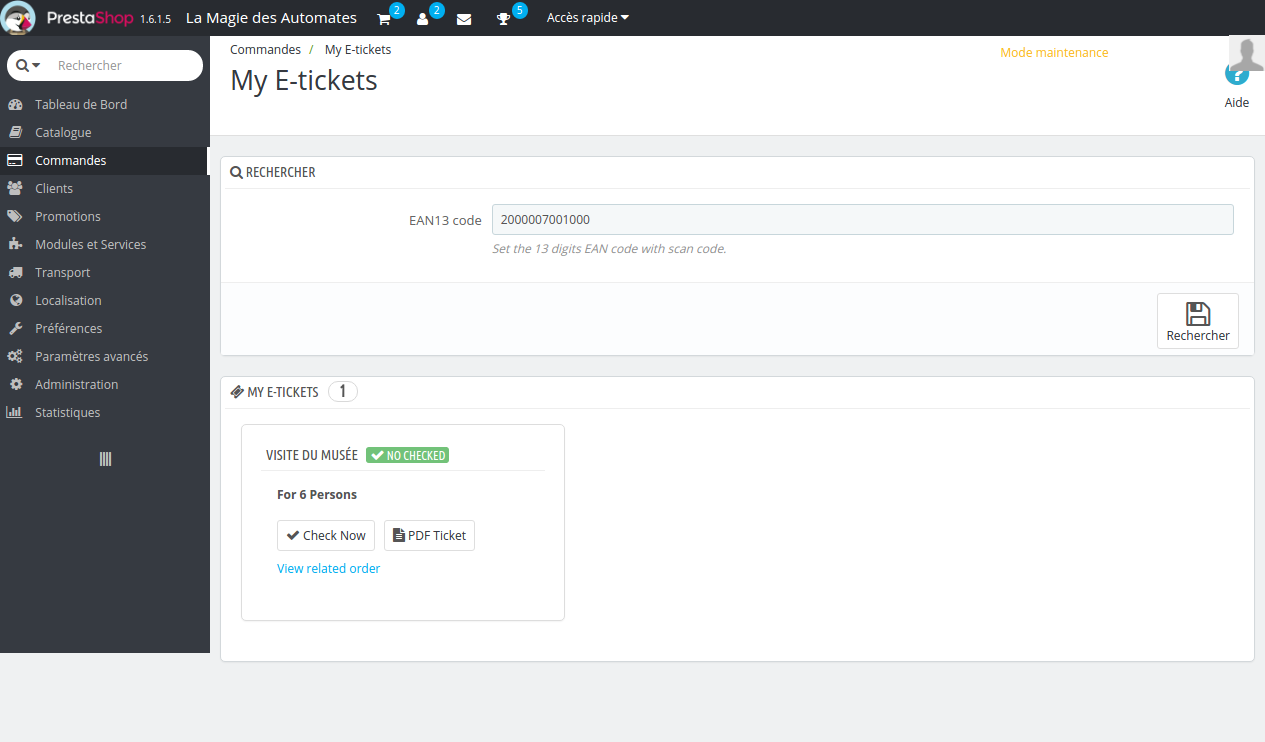 PrestaShop 1.6.1.5 La Magie des Automates 2 2 5 Accès rapide
Rechercher
Tableau de Bord
Catalogue
Commandes
Clients
Promotions
Modules et Services
Transport
Localisation
Préférences
Paramètres avancés
Administration
Statistiques
Commandes / My E-tickets
Mode maintenance
My E-tickets
?
Aide
RECHERCHER
EAN13 code 2000007001000
Set the 13 digits EAN code with scan code.
Rechercher
MY E-TICKETS 1
VISITE DU MUSÉE NO CHECKED
For 6 Persons
Check Now PDF Ticket
View related order